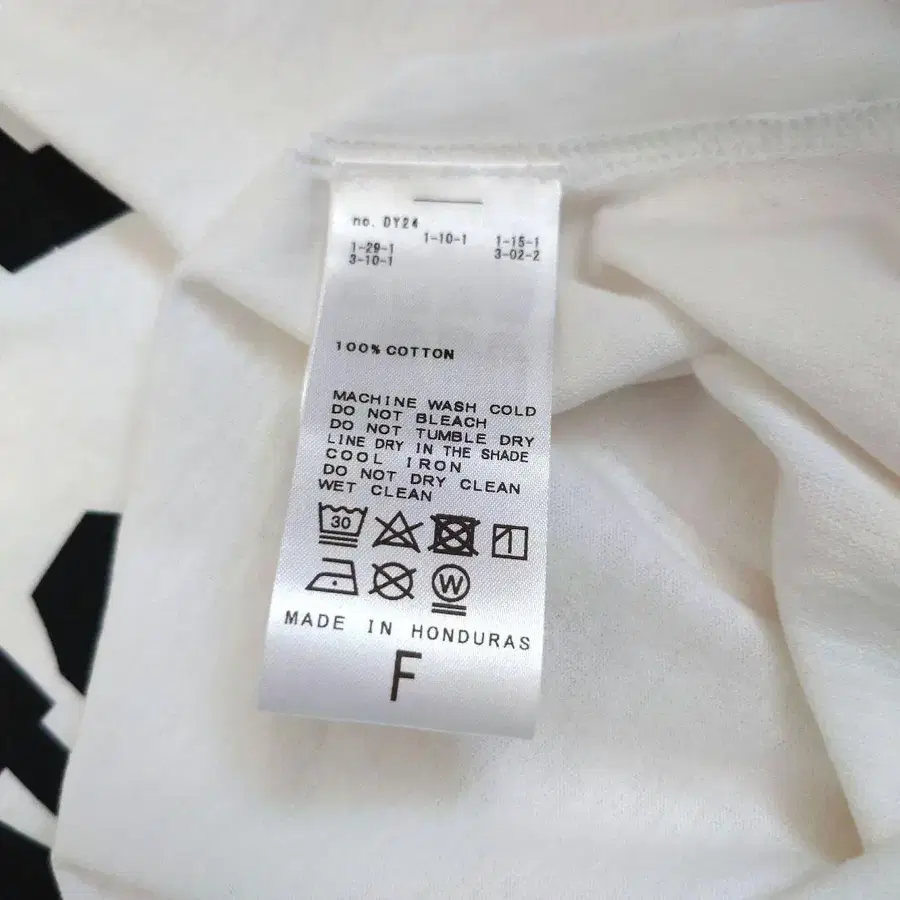 no. DY24
1-10-1 1-15-1
1-29-1 3-02-2
3-10-1
100% COTTON
MACHINE WASH COLD
DO NOT BLEACH
DO NOT TUMBLE DRY
LINE DRY IN THE SHADE
COOL IRON
DO NOT DRY CLEAN
WET CLEAN
30
W
MADE IN HONDURAS
F